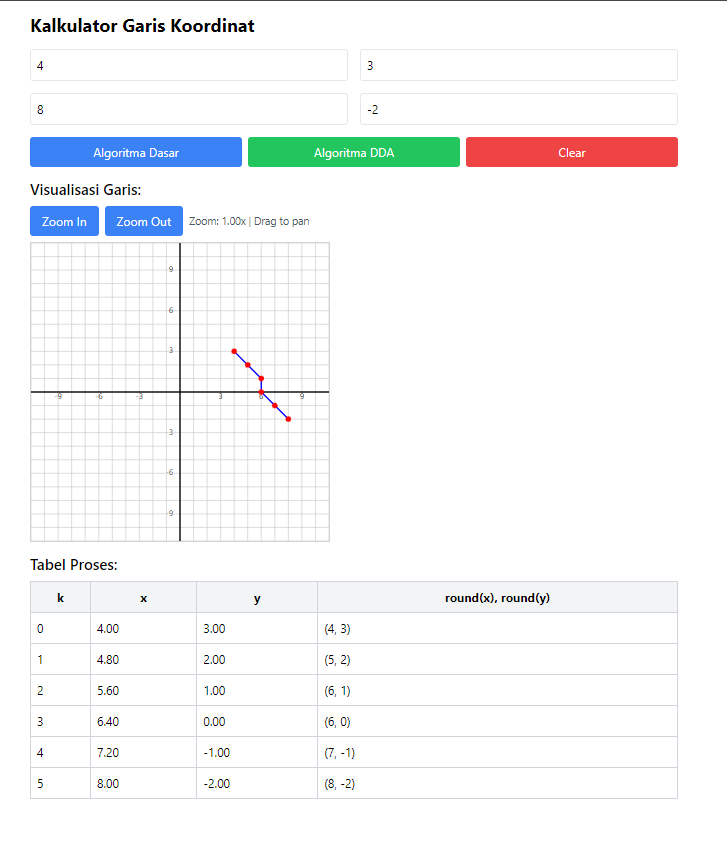 Kalkulator Garis Koordinat
4 3
8 -2
Algoritma Dasar Algoritma DDA Clear
Visualisasi Garis:
Zoom In Zoom Out Zoom: 1.00x | Drag to pan
9
6
3
-9 -6 -3 3 6 9
-3
-6
-9
Tabel Proses:
k x y round(x), round(y)
0 4.00 3.00 (4, 3)
1 4.80 2.00 (5, 2)
2 5.60 1.00 (6, 1)
3 6.40 0.00 (6, 0)
4 7.20 -1.00 (7, -1)
5 8.00 -2.00 (8, -2)